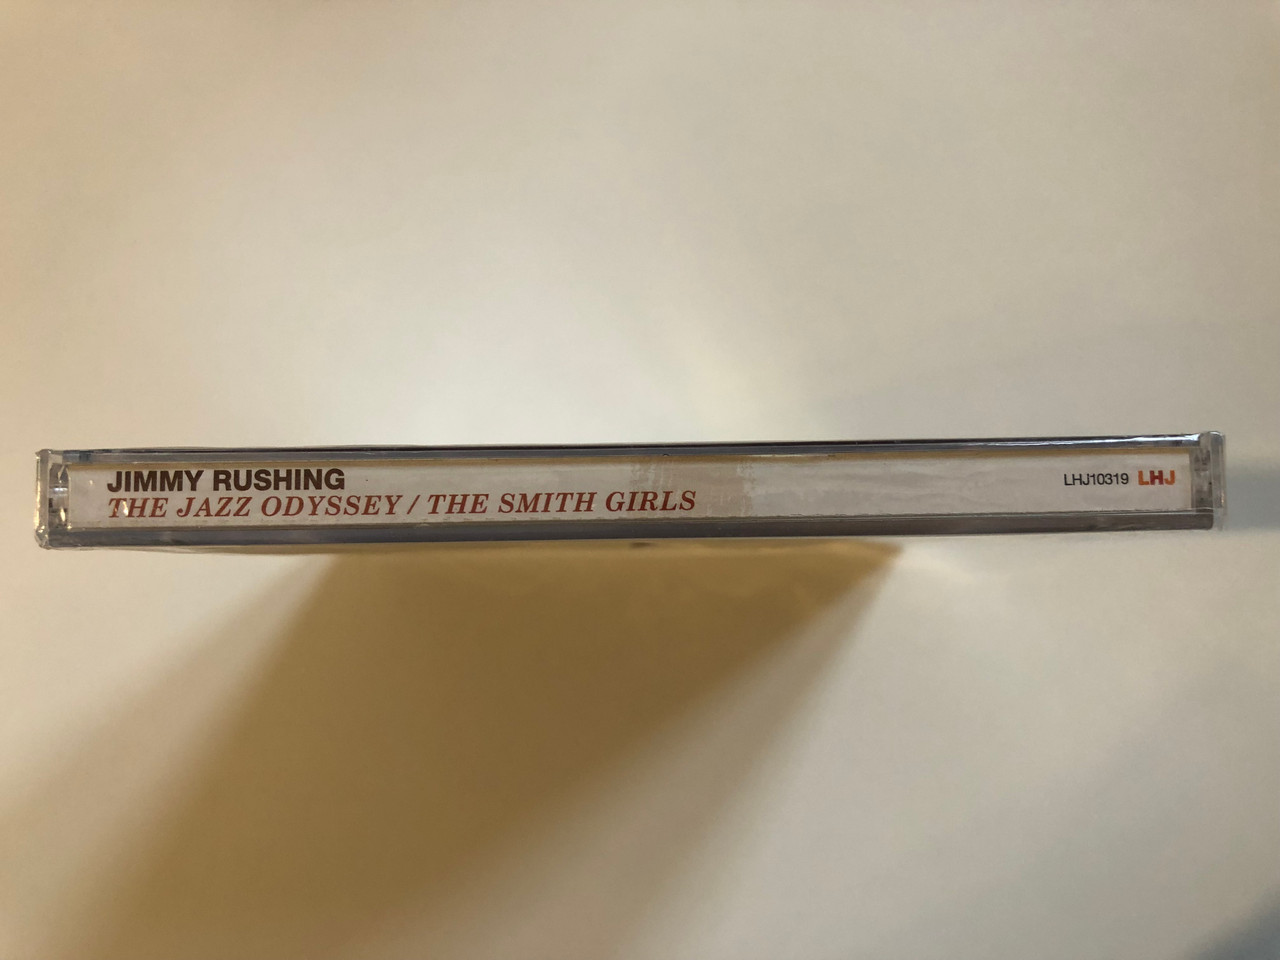 JIMMY RUSHING
THE JAZZ ODYSSEY / THE SMITH GIRLS
LHJ10319 LHJ